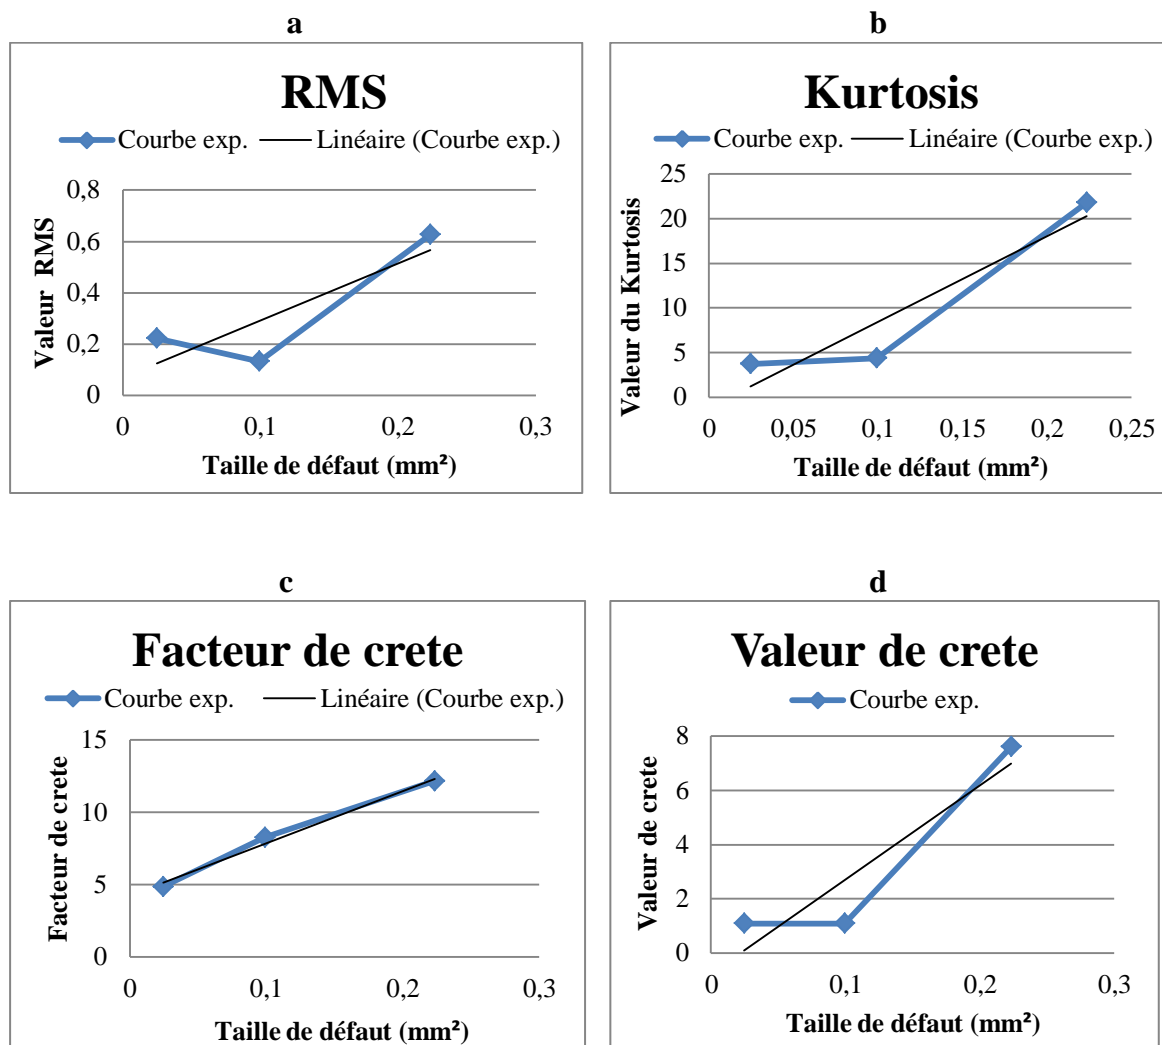 a
RMS
Courbe exp. Linéaire (Courbe exp.)
Valeur RMS
0,8
0,6
0,4
0,2
0
0 0,1 0,2 0,3
Taille de défaut (mm²)
b
Kurtosis
Courbe exp. Linéaire (Courbe exp.)
Valeur du Kurtosis
25
20
15
10
5
0
0 0,05 0,1 0,15 0,2 0,25
Taille de défaut (mm²)
c
Facteur de crete
Courbe exp. Linéaire (Courbe exp.)
Facteur de crete
15
10
5
0
0 0,1 0,2 0,3
Taille de défaut (mm²)
d
Valeur de crete
Courbe exp.
Valeur de crete
8
6
4
2
0
0 0,1 0,2 0,3
Taille de défaut (mm²)